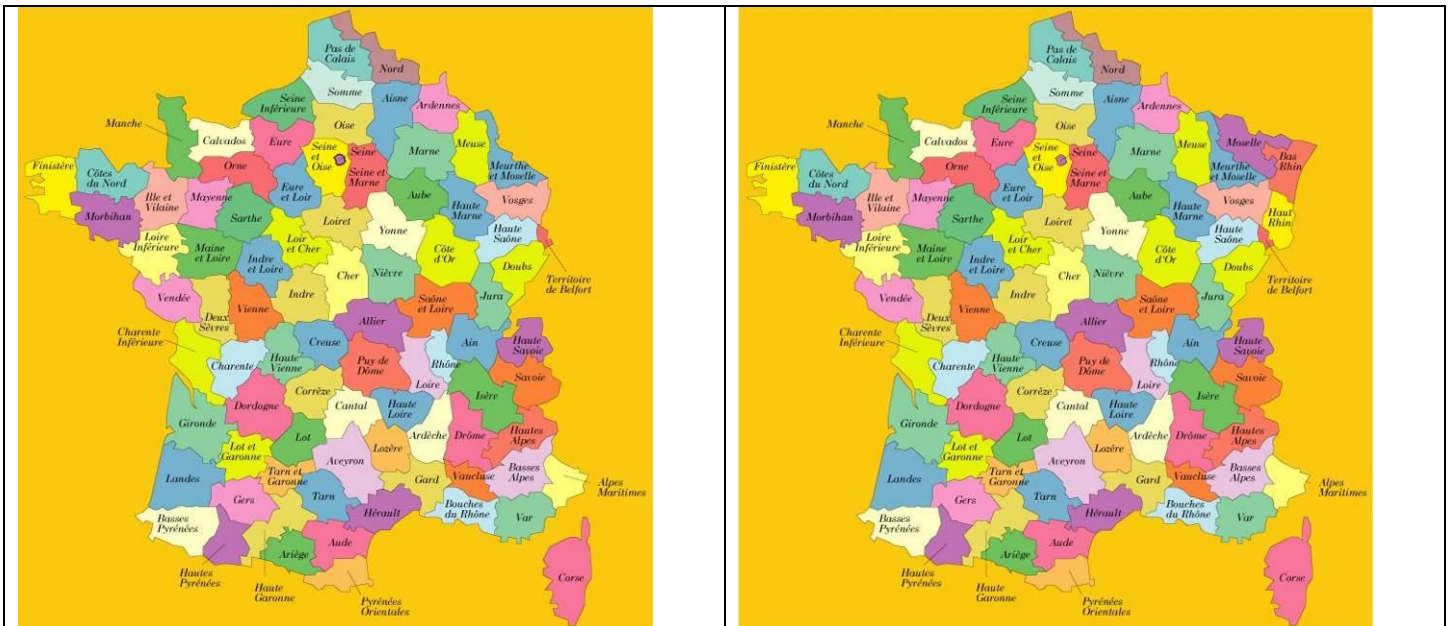 Pas de
Calais
Nord
Somme
Seine
Inférieure
Aisne
Ardennes
Oise
Manche
Calvados
Eure
Seine
et
Oise
Seine
Marne
Meuse
Finistère
Côtes
du Nord
Orne
Seine et
Marne
Meurthe
et Moselle
Ille et
Vilaine
Mayenne
Eure
et Loir
Aube
Vosges
Morbihan
Sarthe
Haute
Marne
Loiret
Yonne
Haute
Saône
Loire
Inférieure
Maine
et Loire
Loir
et Cher
Côte
d'Or
Indre
et Loire
Cher
Nièvre
Doubs
Territoire
de Belfort
Vendée
Vienne
Indre
Saône
et Loire
Jura
Deux
Sèvres
Allier
Charente
Inférieure
Creuse
Ain
Haute
Savoie
Charente
Haute
Vienne
Puy de
Dôme
Rhône
Loire
Savoie
Corrèze
Isère
Dordogne
Cantal
Haute
Loire
Gironde
Ardèche
Drôme
Hautes
Alpes
Lot
Lot et
Garonne
Lozère
Aveyron
Tarn et
Garonne
Vaucluse
Basses
Alpes
Landes
Gard
Alpes
Maritimes
Gers
Tarn
Hérault
Bouches
du Rhône
Var
Basses
Pyrénées
Aude
Ariège
Hautes
Pyrénées
Haute
Garonne
Corse
Pyrénées
Orientales
Pas de
Calais
Nord
Somme
Seine
Inférieure
Aisne
Ardennes
Oise
Manche
Calvados
Eure
Seine
et
Oise
Seine
Marne
Meuse
Moselle
Bas
Rhin
Finistère
Côtes
du Nord
Orne
Seine et
Marne
Meurthe
et Moselle
Ille et
Vilaine
Mayenne
Eure
et Loir
Aube
Vosges
Morbihan
Sarthe
Haute
Marne
Haut
Rhin
Loiret
Yonne
Haute
Saône
Loire
Inférieure
Maine
et Loire
Loir
et Cher
Côte
d'Or
Indre
et Loire
Cher
Nièvre
Doubs
Territoire
de Belfort
Vendée
Vienne
Indre
Saône
et Loire
Jura
Deux
Sèvres
Allier
Charente
Inférieure
Creuse
Ain
Haute
Savoie
Charente
Haute
Vienne
Puy de
Dôme
Rhône
Loire
Savoie
Corrèze
Isère
Dordogne
Cantal
Haute
Loire
Gironde
Ardèche
Drôme
Hautes
Alpes
Lot
Lot et
Garonne
Lozère
Aveyron
Tarn et
Garonne
Vaucluse
Basses
Alpes
Landes
Gard
Alpes
Maritimes
Gers
Tarn
Hérault
Bouches
du Rhône
Var
Basses
Pyrénées
Aude
Ariège
Hautes
Pyrénées
Haute
Garonne
Corse
Pyrénées
Orientales